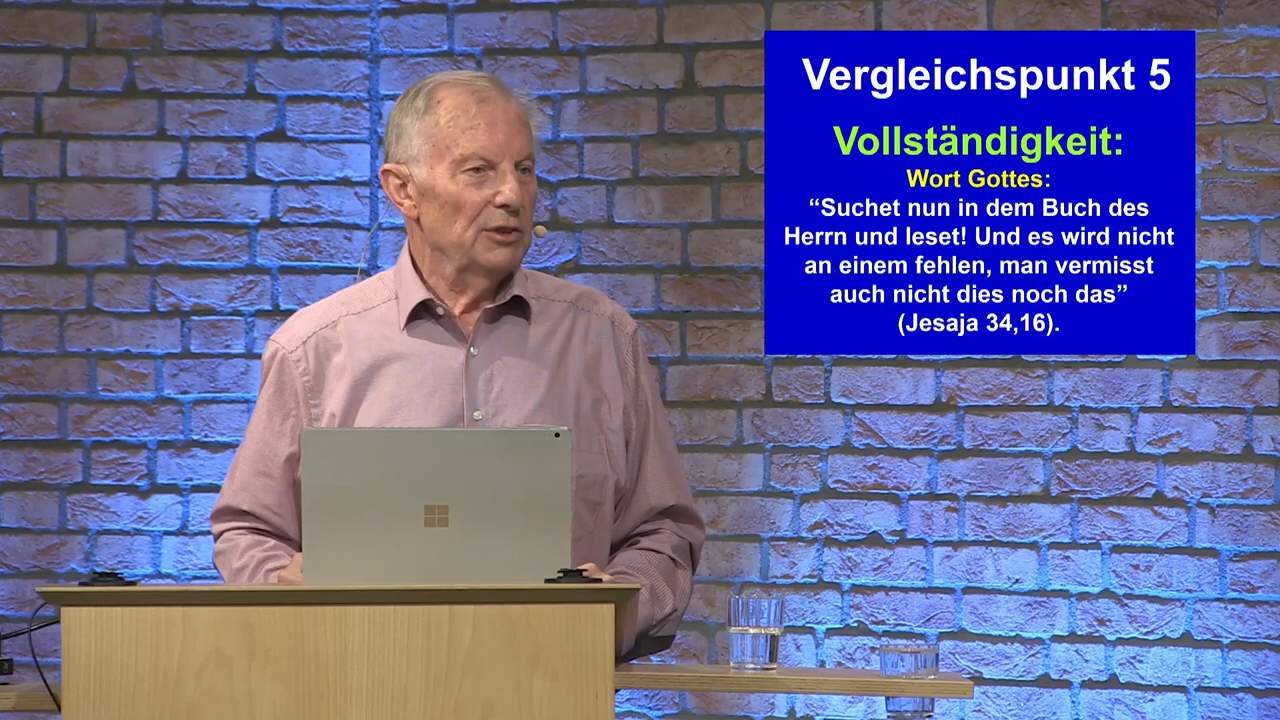 Vergleichspunkt 5
Vollständigkeit:
Wort Gottes:
“Suchet nun in dem Buch des
Herrn und leset! Und es wird nicht
an einem fehlen, man vermisst
auch nicht dies noch das”
(Jesaja 34,16).